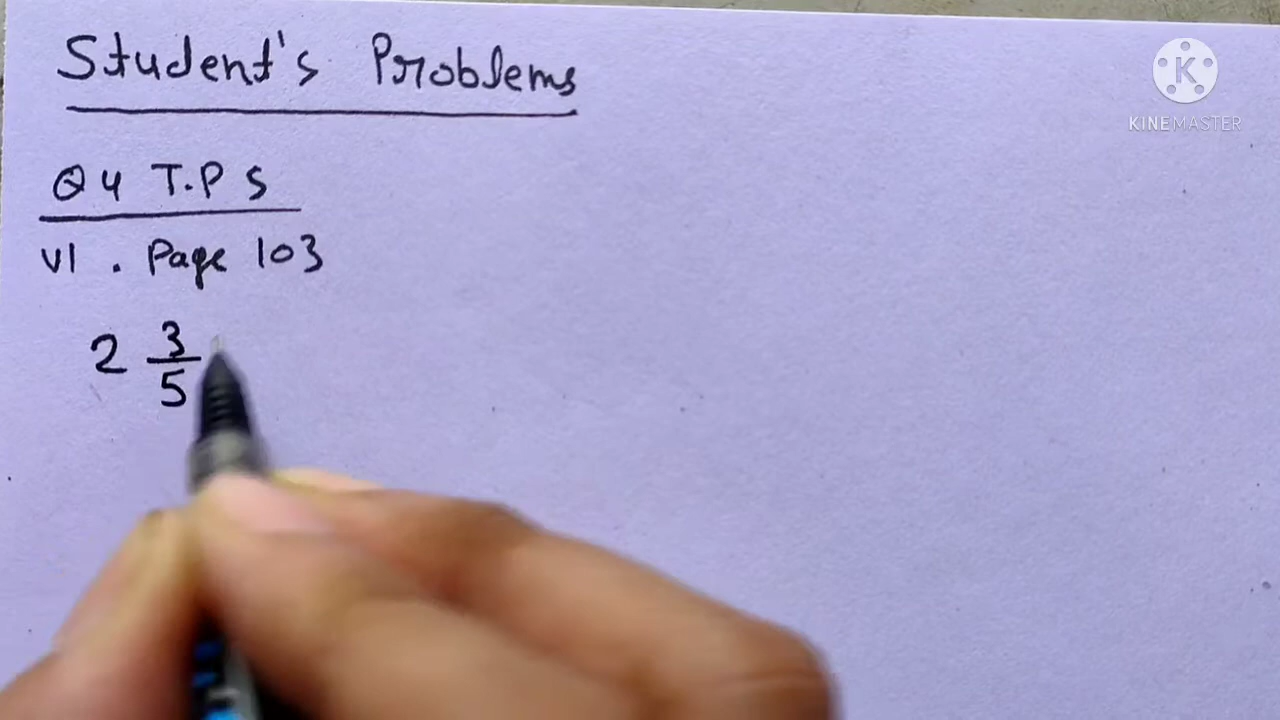 Student's Problems
K
KINEMASTER
Q4 T.P S
VI . Page 103
2 3/5